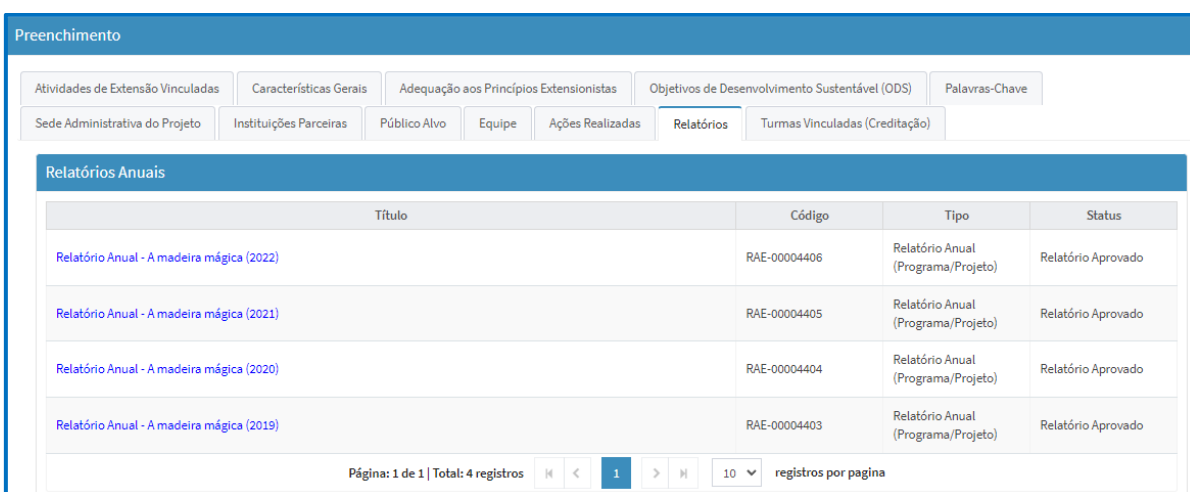 Preenchimento
Atividades de Extensão Vinculadas Características Gerais Adequação aos Princípios Extensionistas Objetivos de Desenvolvimento Sustentável (ODS) Palavras-Chave
Sede Administrativa do Projeto Instituições Parceiras Público Alvo Equipe Ações Realizadas Relatórios Turmas Vinculadas (Creditação)
Relatórios Anuais
Título Código Tipo Status
Relatório Anual - A madeira mágica (2022) RAE-00004406 Relatório Anual (Programa/Projeto) Relatório Aprovado
Relatório Anual - A madeira mágica (2021) RAE-00004405 Relatório Anual (Programa/Projeto) Relatório Aprovado
Relatório Anual - A madeira mágica (2020) RAE-00004404 Relatório Anual (Programa/Projeto) Relatório Aprovado
Relatório Anual - A madeira mágica (2019) RAE-00004403 Relatório Anual (Programa/Projeto) Relatório Aprovado
Página: 1 de 1 | Total: 4 registros 1 10 registros por pagina